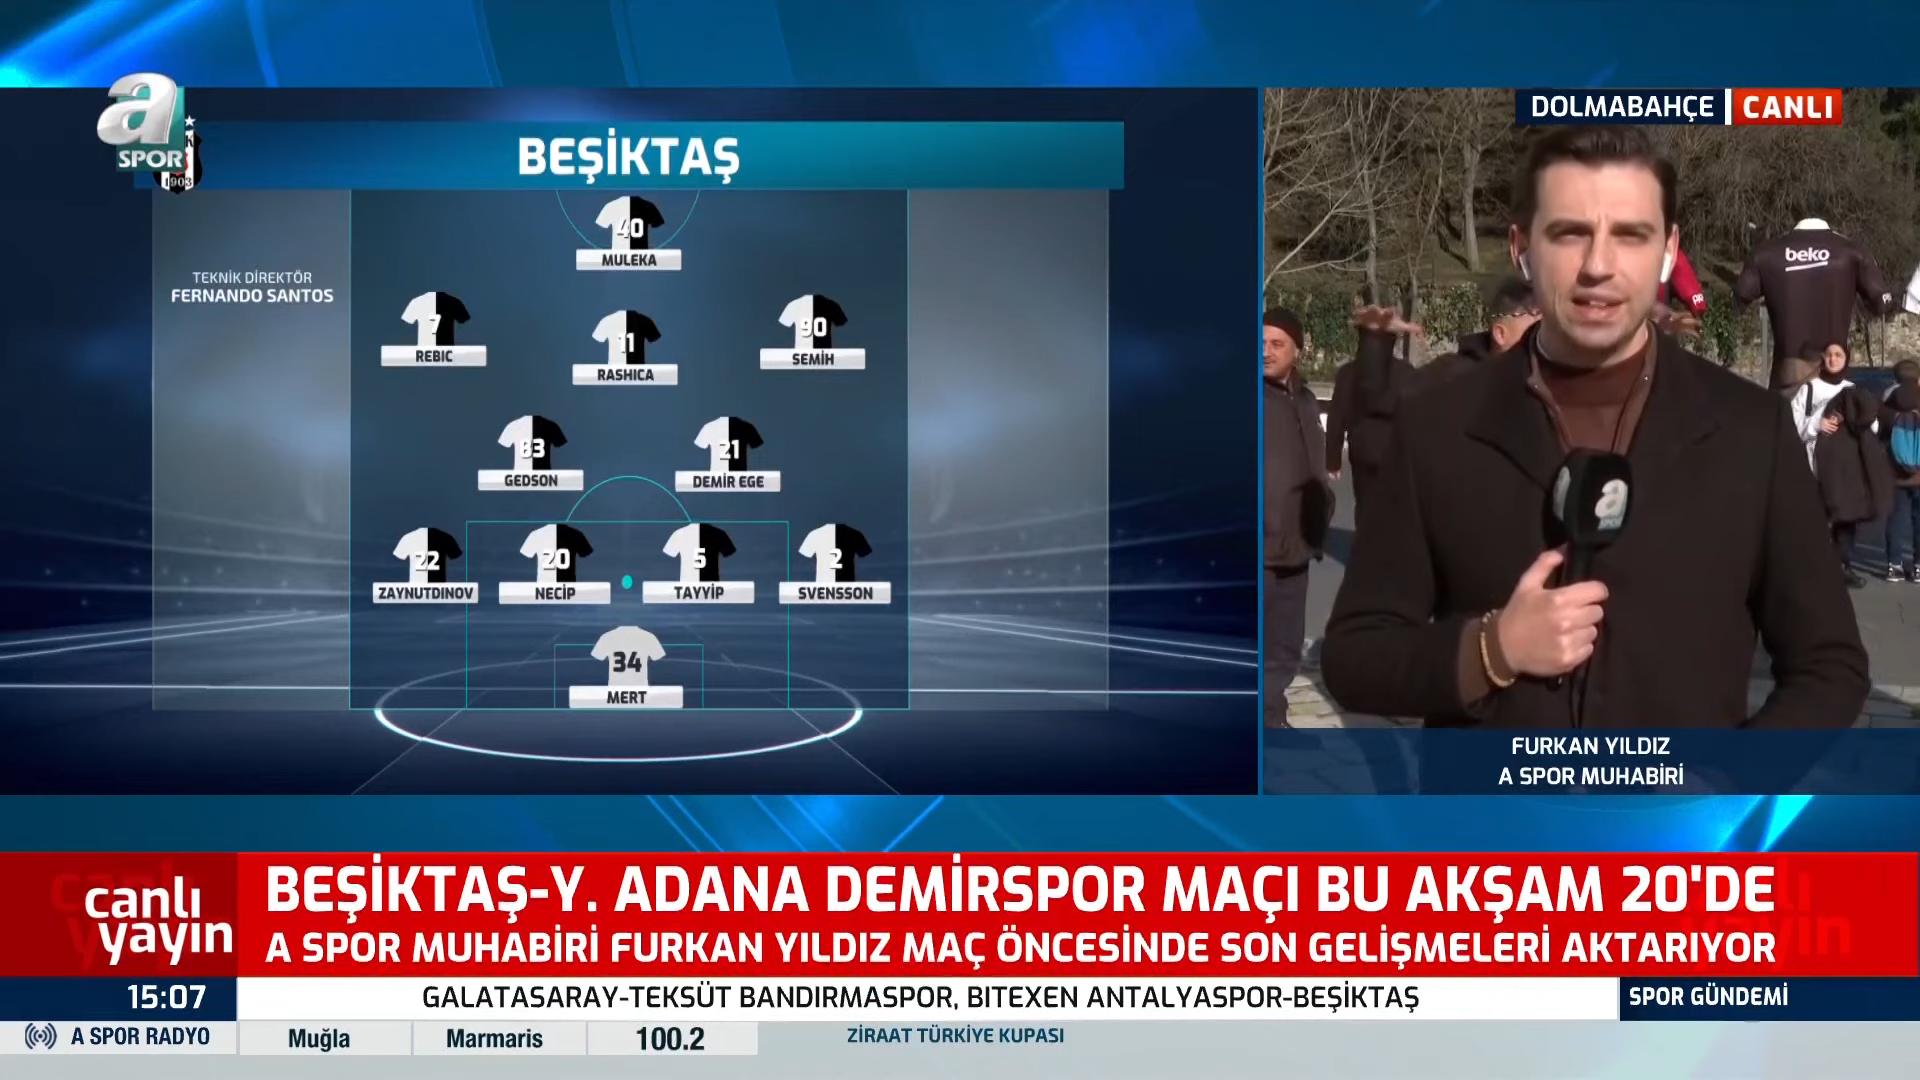 a
SPOR
1903
BEŞİKTAŞ
TEKNİK DİREKTÖR
FERNANDO SANTOS
40
MULEKA
7
REBIC
11
RASHICA
90
SEMİH
83
GEDSON
21
DEMİR EGE
22
ZAYNUTDINOV
20
NECİP
5
TAYYİP
2
SVENSSON
34
MERT
DOLMABAHÇE CANLI
beko
a
SPOR
FURKAN YILDIZ
A SPOR MUHABİRİ
canlı
yayın
BEŞİKTAŞ-Y. ADANA DEMİRSPOR MAÇI BU AKŞAM 20'DE
A SPOR MUHABİRİ FURKAN YILDIZ MAÇ ÖNCESİNDE SON GELİŞMELERİ AKTARIYOR
15:07
GALATASARAY-TEKSÜT BANDIRMASPOR, BITEXEN ANTALYASPOR-BEŞİKTAŞ
SPOR GÜNDEMİ
A SPOR RADYO
Muğla
Marmaris
100.2
ZİRAAT TÜRKİYE KUPASI